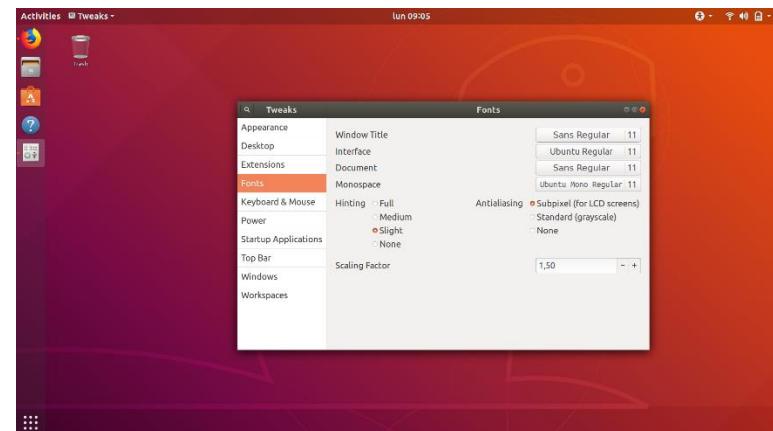 Activities Tweaks
lun 09:05
Trash
Tweaks Fonts
Appearance
Desktop
Extensions
Fonts
Keyboard & Mouse
Power
Startup Applications
Top Bar
Windows
Workspaces
Window Title Sans Regular 11
Interface Ubuntu Regular 11
Document Sans Regular 11
Monospace Ubuntu Mono Regular 11
Hinting Full Antialiasing Subpixel (for LCD screens)
Medium Standard (grayscale)
Slight None
None
Scaling Factor 1,50 - +